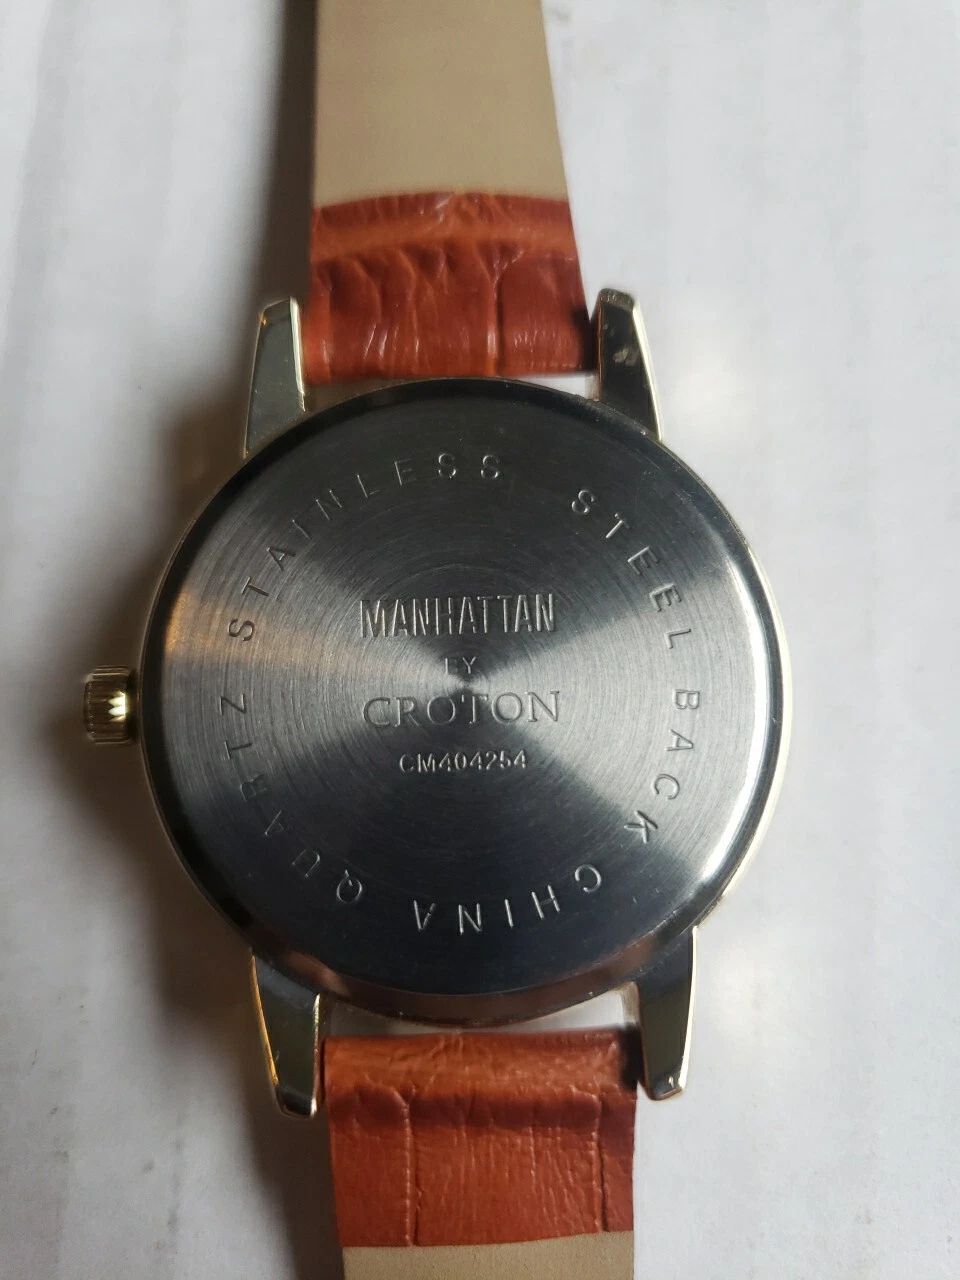 STAINLESS STEEL BACK CHINA QUARTZ
MANHATTAN
BY
CROTON
CM404254